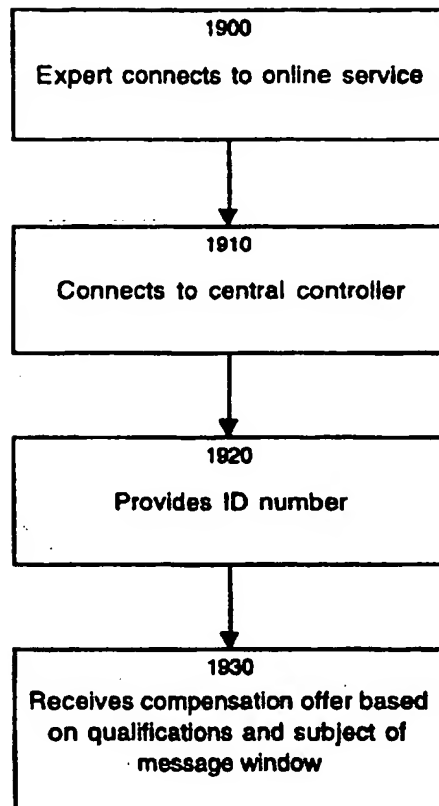 1900
Expert connects to online service
1910
Connects to central controller
1920
Provides ID number
1930
Receives compensation offer based
on qualifications and subject of
message window